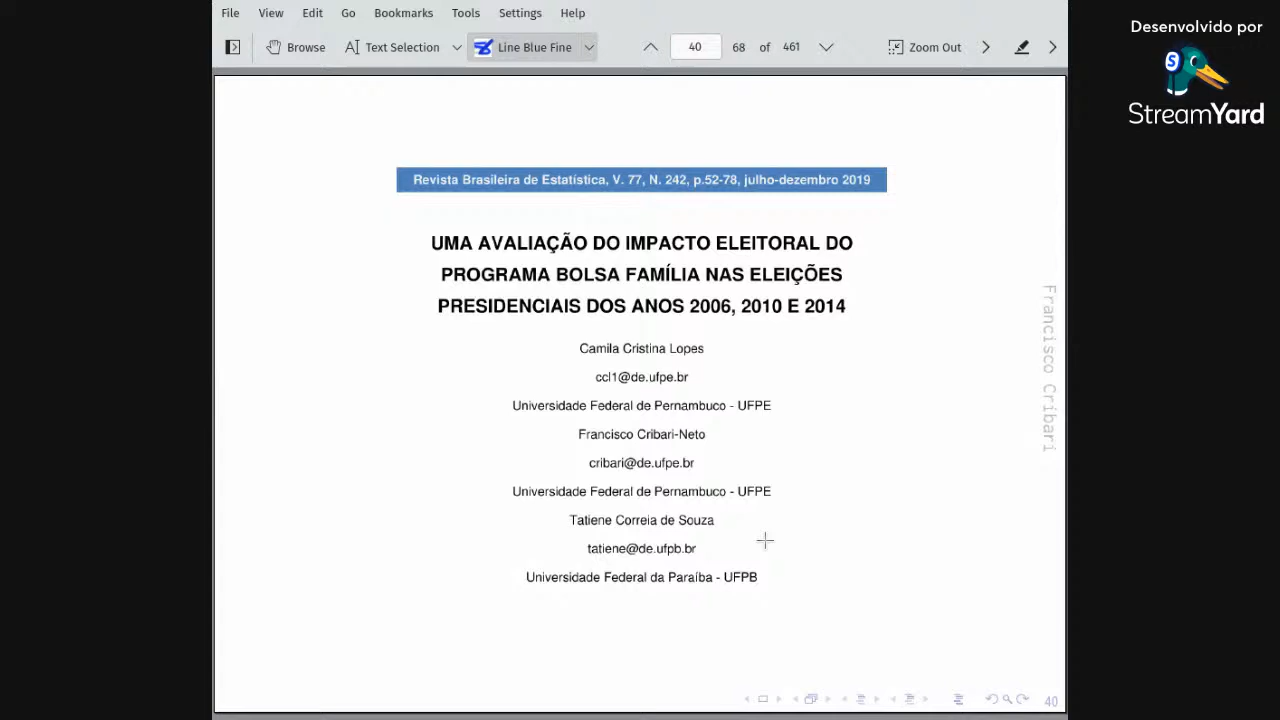 File View Edit Go Bookmarks Tools Settings Help
Desenvolvido por
Browse Text Selection Line Blue Fine 40 68 of 461 Zoom Out
S
StreamYard
Revista Brasileira de Estatística, V. 77, N. 242, p.52-78, julho-dezembro 2019
UMA AVALIAÇÃO DO IMPACTO ELEITORAL DO
PROGRAMA BOLSA FAMÍLIA NAS ELEIÇÕES
PRESIDENCIAIS DOS ANOS 2006, 2010 E 2014
Camila Cristina Lopes
ccl1@de.ufpe.br
Universidade Federal de Pernambuco - UFPE
Francisco Cribari-Neto
cribari@de.ufpe.br
Universidade Federal de Pernambuco - UFPE
Tatiene Correia de Souza
tatiene@de.ufpb.br
Universidade Federal da Paraíba - UFPB
Francisco Cribari
40